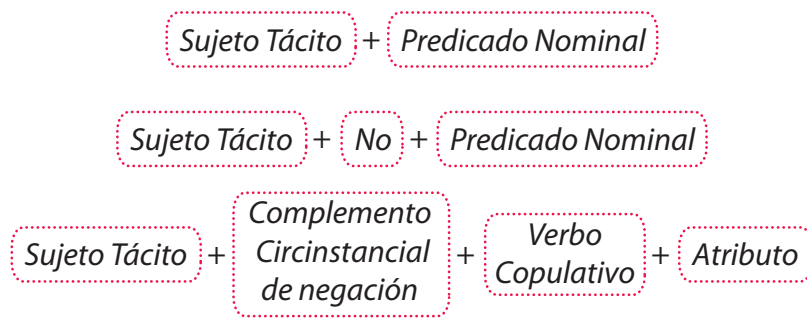 Sujeto Tácito + Predicado Nominal
Sujeto Tácito + No + Predicado Nominal
Complemento
Sujeto Tácito + Circinstancial + Verbo Copulativo + Atributo
de negación